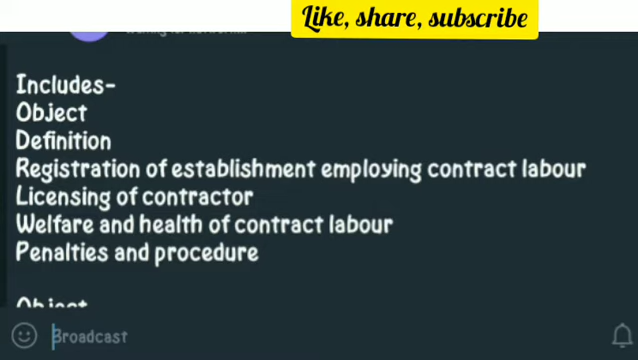 Like, share, subscribe
Includes-
Object
Definition
Registration of establishment employing contract labour
Licensing of contractor
Welfare and health of contract labour
Penalties and procedure
Object
Broadcast